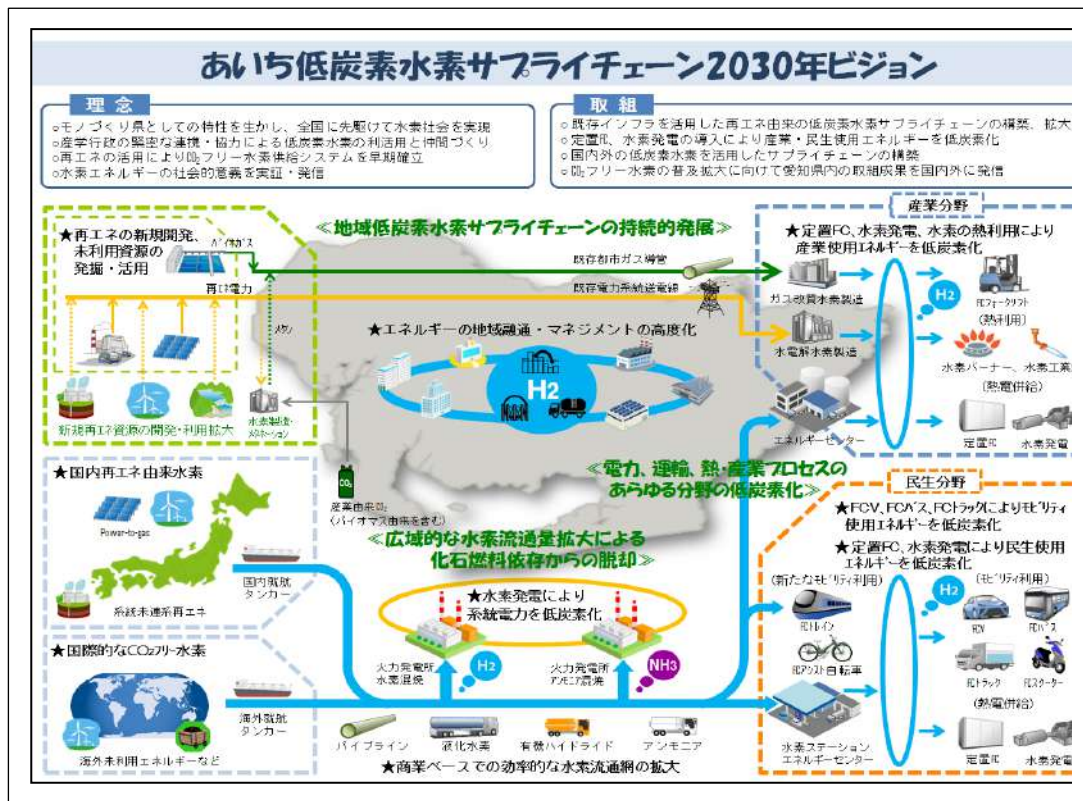 あいち低炭素水素サプライチェーン2030年ビジョン
理念
○モノづくり県としての特性を生かし、全国に先駆けて水素社会を実現
○産学行政の緊密な連携・協力による低炭素水素の利活用と仲間づくり
○再エネの活用によりCO₂フリー水素供給システムを早期確立
○水素エネルギーの社会的意義を実証・発信
取組
○既存インフラを活用した再エネ由来の低炭素水素サプライチェーンの構築、拡大
○定置FC、水素発電の導入により産業・民生使用エネルギーを低炭素化
○国内外の低炭素水素を活用したサプライチェーンの構築
○CO₂フリー水素の普及拡大に向けて愛知県内の取組成果を国内外に発信
≪地域低炭素水素サプライチェーンの持続的発展≫
★再エネの新規開発、
未利用資源の
発掘・活用
バイオガス
再エネ電力
メタン
新規再エネ資源の開発・利用拡大
水素製造・
メタネーション
既存都市ガス導管
既存電力系統送電線
★エネルギーの地域融通・マネジメントの高度化
H2
CO₂
産業由来CO₂
(バイオマス由来を含む)
産業分野
★定置FC、水素発電、水素の熱利用により
産業使用エネルギーを低炭素化
ガス改質水素製造
水電解水素製造
エネルギーセンター
H2
FCフォークリフト
(熱利用)
水素バーナー、水素工業
(熱電併給)
定置FC
水素発電
≪電力、運輸、熱・産業プロセスの
あらゆる分野の低炭素化≫
≪広域的な水素流通量拡大による
化石燃料依存からの脱却≫
★国内再エネ由来水素
Power-to-gas
系統未連系再エネ
国内就航
タンカー
★国際的なCO₂フリー水素
海外未利用エネルギーなど
海外就航
タンカー
★水素発電により
系統電力を低炭素化
火力発電所
水素混焼
H2
火力発電所
アンモニア混焼
NH3
パイプライン
液化水素
有機ハイドライド
アンモニア
★商業ベースでの効率的な水素流通網の拡大
民生分野
★FCV、FCバス、FCトラックによりモビリティ
使用エネルギーを低炭素化
★定置FC、水素発電により民生使用
エネルギーを低炭素化
(新たなモビリティ利用)
(モビリティ利用)
H2
FCトレイン
FCV
FCバス
FCアシスト自転車
FCトラック
FCスクーター
(熱電併給)
水素ステーション
エネルギーセンター
定置FC
水素発電